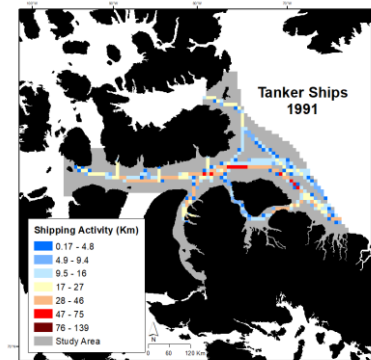 Tanker Ships
1991
Shipping Activity (Km)
0.17 - 4.8
4.9 - 9.4
9.5 - 16
17 - 27
28 - 46
47 - 75
76 - 139
Study Area
N
0 60 120 Km